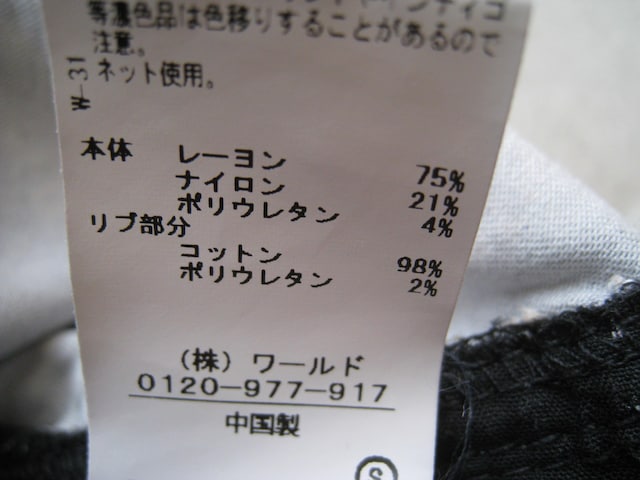 等濃色品は色移りすることがあるので
注意。
ネット使用。
W-31
本体 レーヨン 75%
ナイロン 21%
ポリウレタン 4%
リブ部分
コットン 98%
ポリウレタン 2%
(株) ワールド
0120-977-917
中国製
S